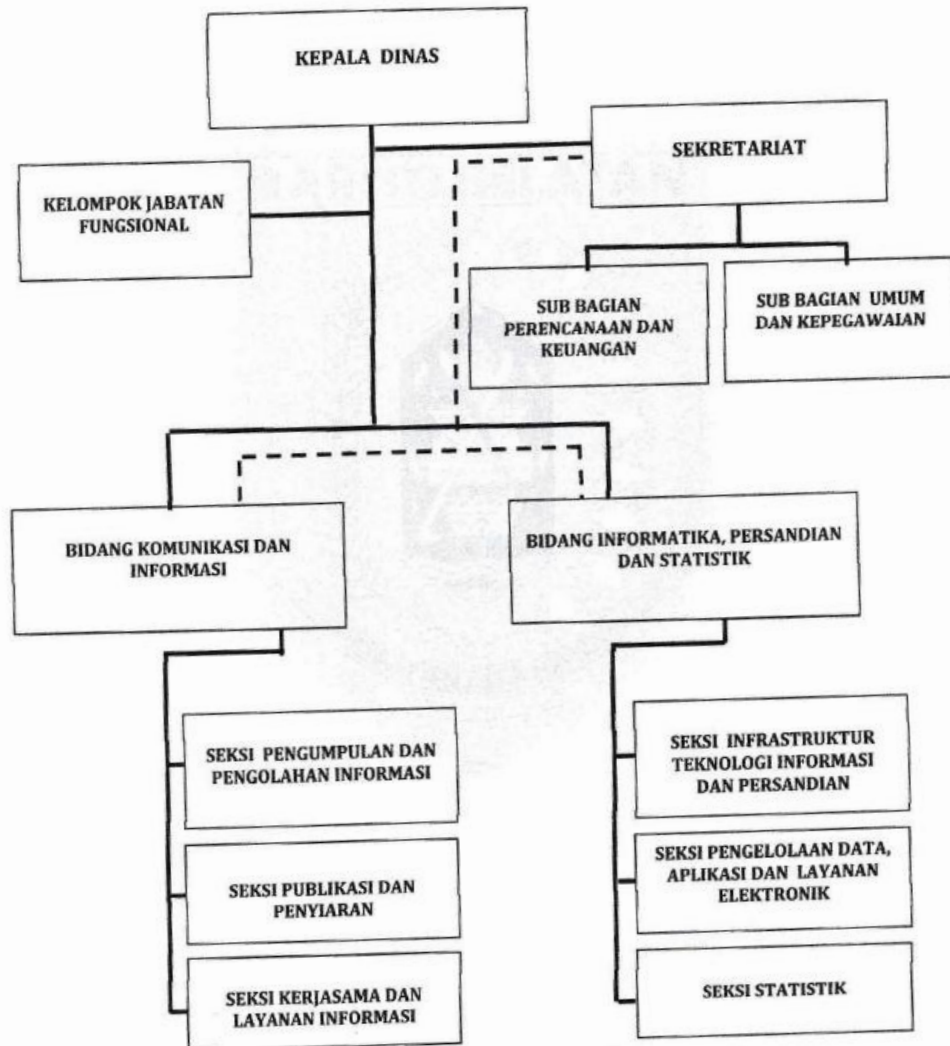 KEPALA DINAS
SEKRETARIAT
KELOMPOK JABATAN
FUNGSIONAL
SUB BAGIAN
PERENCANAAN DAN
KEUANGAN
SUB BAGIAN UMUM
DAN KEPEGAWAIAN
BIDANG KOMUNIKASI DAN
INFORMASI
BIDANG INFORMATIKA, PERSANDIAN
DAN STATISTIK
SEKSI PENGUMPULAN DAN
PENGOLAHAN INFORMASI
SEKSI PUBLIKASI DAN
PENYIARAN
SEKSI KERJASAMA DAN
LAYANAN INFORMASI
SEKSI INFRASTRUKTUR
TEKNOLOGI INFORMASI
DAN PERSANDIAN
SEKSI PENGELOLAAN DATA,
APLIKASI DAN LAYANAN
ELEKTRONIK
SEKSI STATISTIK